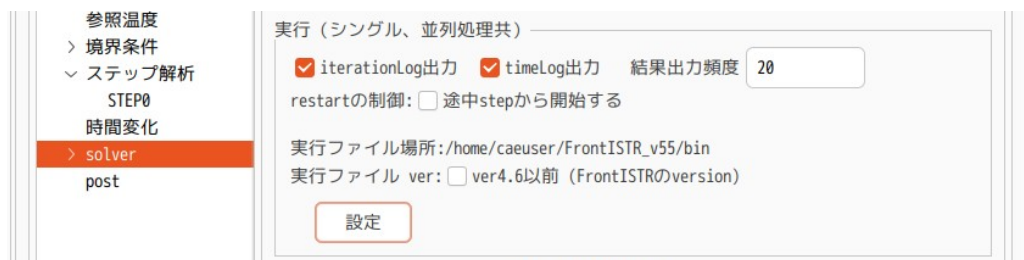 参照温度
> 境界条件
∨ ステップ解析
STEP0
時間変化
> solver
post
実行（シングル、並列処理共）
iterationLog出力 timeLog出力 結果出力頻度 20
restartの制御: 途中stepから開始する
実行ファイル場所:/home/caeuser/FrontISTR_v55/bin
実行ファイル ver: ver4.6以前（FrontISTRのversion）
設定